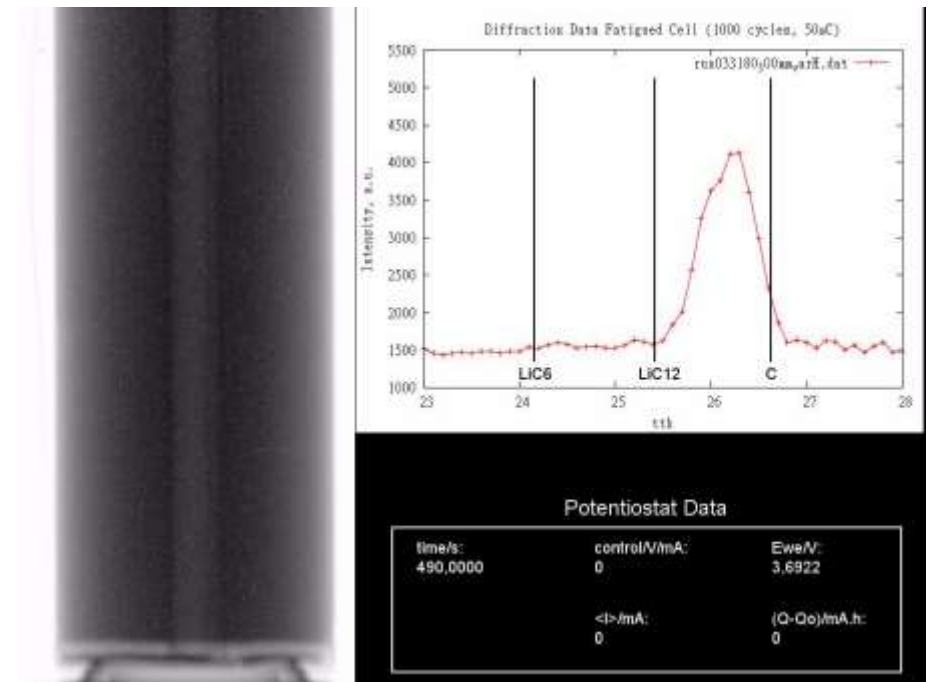 Diffraction Data Fatigued Cell (1000 cycles, 50aC)
5500
5000
4500
4000
3500
3000
2500
2000
1500
1000
Intensity, a.u.
LiC6
LiC12
C
23
24
25
26
27
28
tth
Potentiostat Data
time/s: control/V/mA: Ewe/V:
490,0000 0 3,6922
<I>/mA: (Q-Qo)/mA.h:
0 0